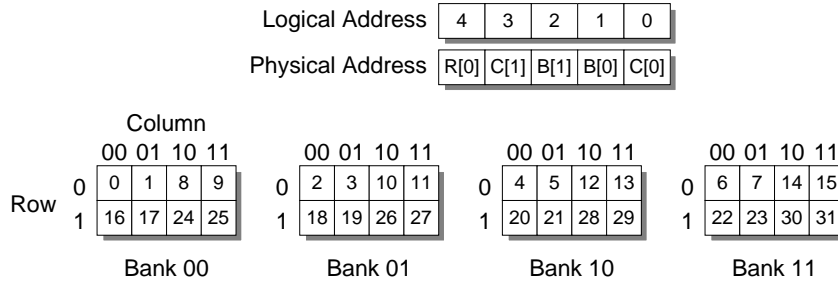 Logical Address 4 3 2 1 0
Physical Address R[0] C[1] B[1] B[0] C[0]
Column
00 01 10 11 00 01 10 11 00 01 10 11 00 01 10 11
Row 0 0 1 8 9 0 2 3 10 11 0 4 5 12 13 0 6 7 14 15
1 16 17 24 25 1 18 19 26 27 1 20 21 28 29 1 22 23 30 31
Bank 00 Bank 01 Bank 10 Bank 11